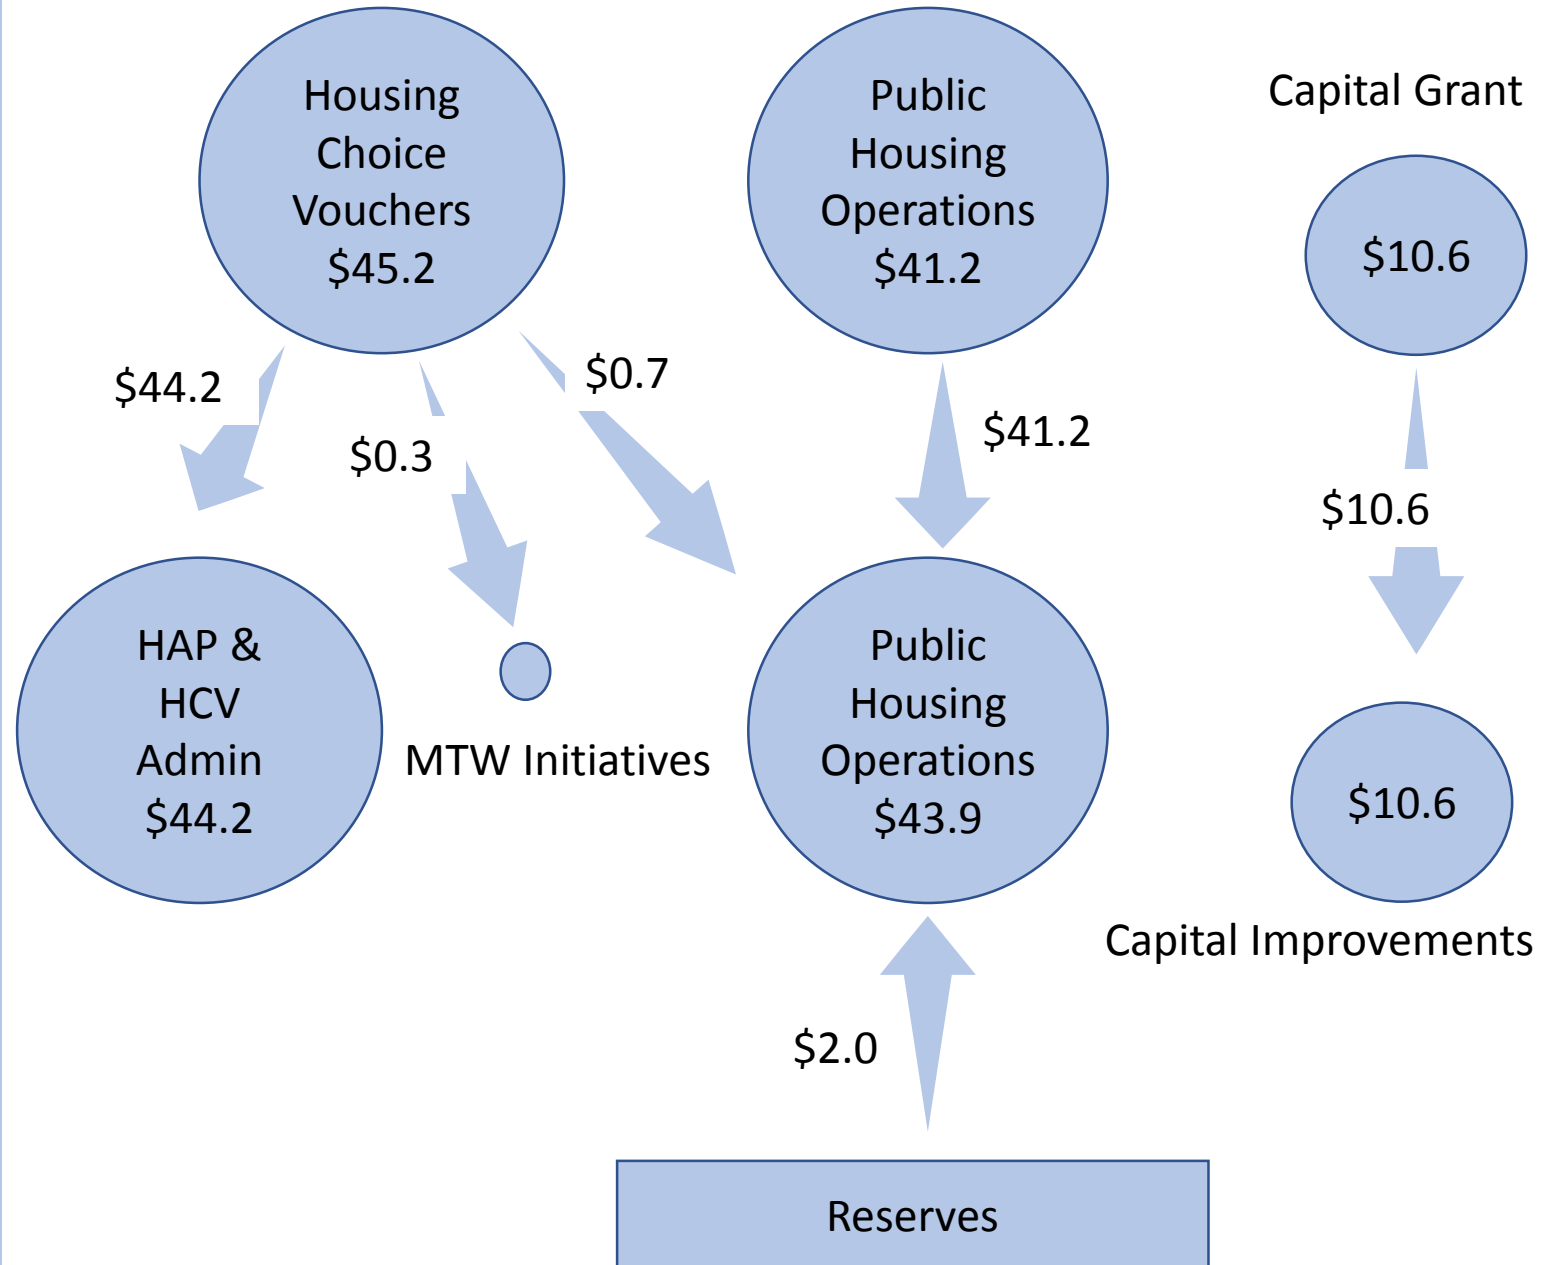 Housing
Choice
Vouchers
$45.2
Public
Housing
Operations
$41.2
Capital Grant
$10.6
$44.2
$0.3
$0.7
$41.2
$10.6
HAP &
HCV
Admin
$44.2
MTW Initiatives
Public
Housing
Operations
$43.9
$10.6
Capital Improvements
$2.0
Reserves